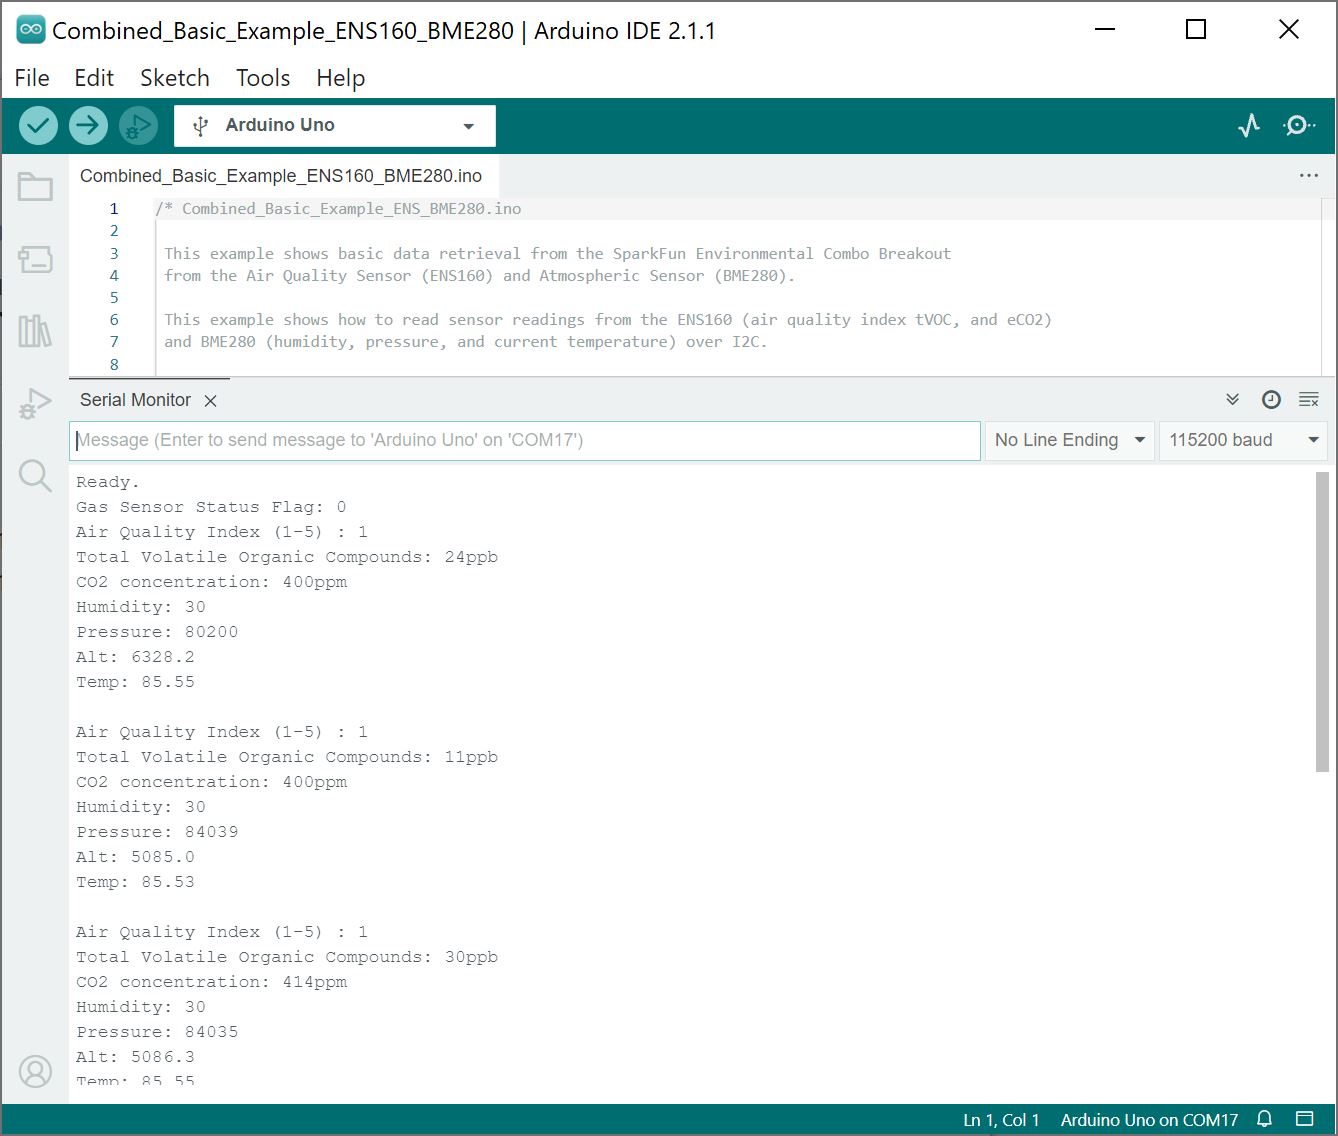 Combined_Basic_Example_ENS160_BME280 | Arduino IDE 2.1.1
File Edit Sketch Tools Help
Arduino Uno
Combined_Basic_Example_ENS160_BME280.ino
1 /* Combined_Basic_Example_ENS_BME280.ino
2
3 This example shows basic data retrieval from the SparkFun Environmental Combo Breakout
4 from the Air Quality Sensor (ENS160) and Atmospheric Sensor (BME280).
5
6 This example shows how to read sensor readings from the ENS160 (air quality index tVOC, and eCO2)
7 and BME280 (humidity, pressure, and current temperature) over I2C.
8
Serial Monitor
Message (Enter to send message to 'Arduino Uno' on 'COM17')
No Line Ending
115200 baud
Ready.
Gas Sensor Status Flag: 0
Air Quality Index (1-5) : 1
Total Volatile Organic Compounds: 24ppb
CO2 concentration: 400ppm
Humidity: 30
Pressure: 80200
Alt: 6328.2
Temp: 85.55
Air Quality Index (1-5) : 1
Total Volatile Organic Compounds: 11ppb
CO2 concentration: 400ppm
Humidity: 30
Pressure: 84039
Alt: 5085.0
Temp: 85.53
Air Quality Index (1-5) : 1
Total Volatile Organic Compounds: 30ppb
CO2 concentration: 414ppm
Humidity: 30
Pressure: 84035
Alt: 5086.3
Temp: 85.55
Ln 1, Col 1 Arduino Uno on COM17